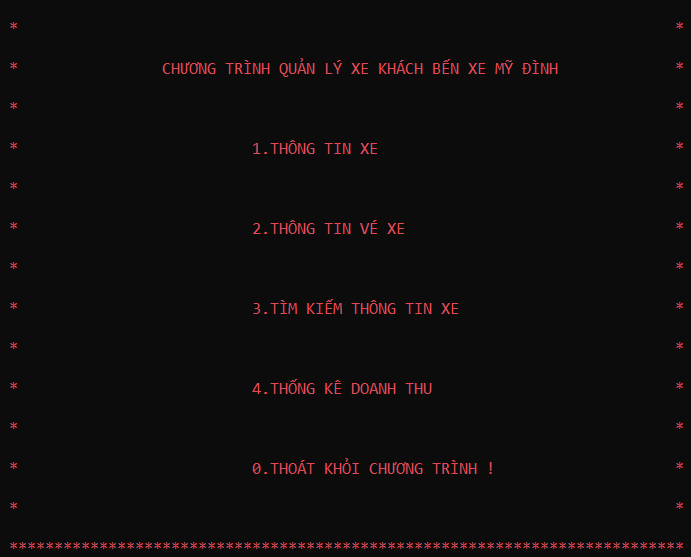 * *
* CHƯƠNG TRÌNH QUẢN LÝ XE KHÁCH BẾN XE MỸ ĐÌNH *
* *
* 1.THÔNG TIN XE *
* *
* 2.THÔNG TIN VÉ XE *
* *
* 3.TÌM KIẾM THÔNG TIN XE *
* *
* 4.THỐNG KÊ DOANH THU *
* *
* 0.THOÁT KHỎI CHƯƠNG TRÌNH ! *
* *
***************************************************************************